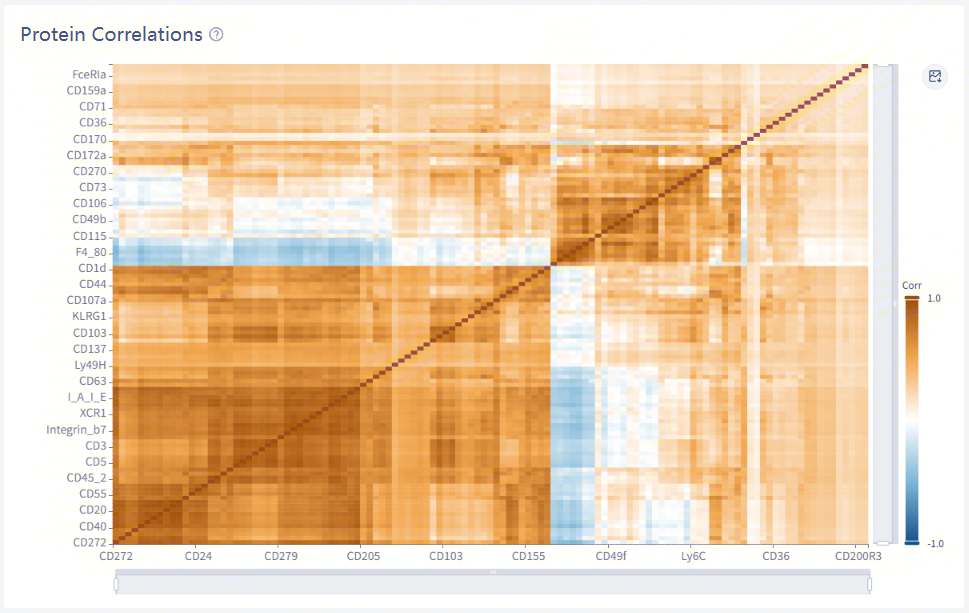 Protein Correlations ?
FceRIa
CD159a
CD71
CD36
CD170
CD172a
CD270
CD73
CD106
CD49b
CD115
F4_80
CD1d
CD44
CD107a
KLRG1
CD103
CD137
Ly49H
CD63
I_A_I_E
XCR1
Integrin_b7
CD3
CD5
CD45_2
CD55
CD20
CD40
CD272
CD272 CD24 CD279 CD205 CD103 CD155 CD49f Ly6C CD36 CD200R3
Corr
1.0
-1.0